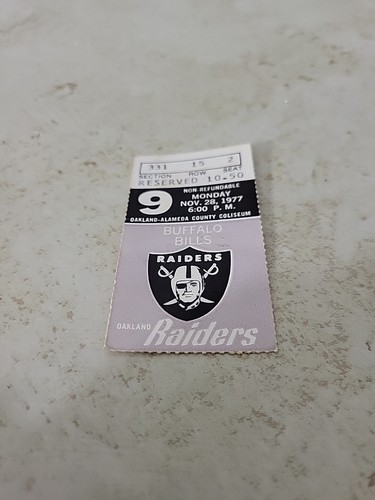 331 15 2
SECTION ROW SEAT
RESERVED 10.50
NON-REFUNDABLE
9 MONDAY
NOV. 28, 1977
6:00 P. M.
OAKLAND-ALAMEDA COUNTY COLISEUM
BUFFALO
BILLS
RAIDERS
OAKLAND Raiders